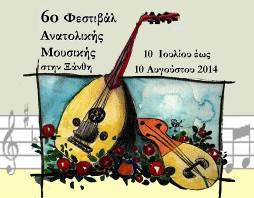 6ο Φεστιβάλ
Ανατολικής
Μουσικής
στην Ξάνθη
10 Ιουλίου έως
10 Αυγούστου 2014